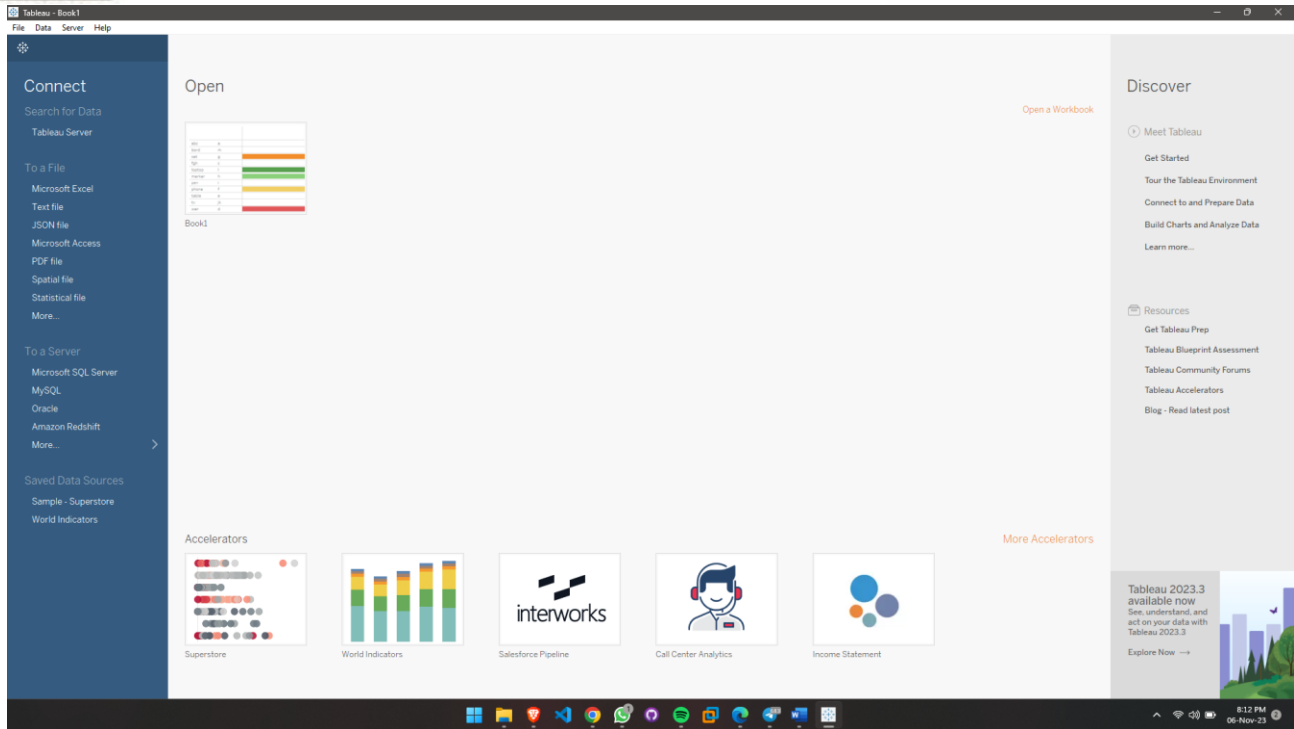 Tableau - Book1
File Data Server Help
Connect
Search for Data
Tableau Server
To a File
Microsoft Excel
Text file
JSON file
Microsoft Access
PDF file
Spatial file
Statistical file
More...
To a Server
Microsoft SQL Server
MySQL
Oracle
Amazon Redshift
More...
Saved Data Sources
Sample - Superstore
World Indicators
Open
Open a Workbook
Book1
Accelerators
More Accelerators
interworks
Superstore
World Indicators
Salesforce Pipeline
Call Center Analytics
Income Statement
Discover
Meet Tableau
Get Started
Tour the Tableau Environment
Connect to and Prepare Data
Build Charts and Analyze Data
Learn more...
Resources
Get Tableau Prep
Tableau Blueprint Assessment
Tableau Community Forums
Tableau Accelerators
Blog - Read latest post
Tableau 2023.3
available now
See, understand, and
act on your data with
Tableau 2023.3
Explore Now →
8:12 PM
06-Nov-23